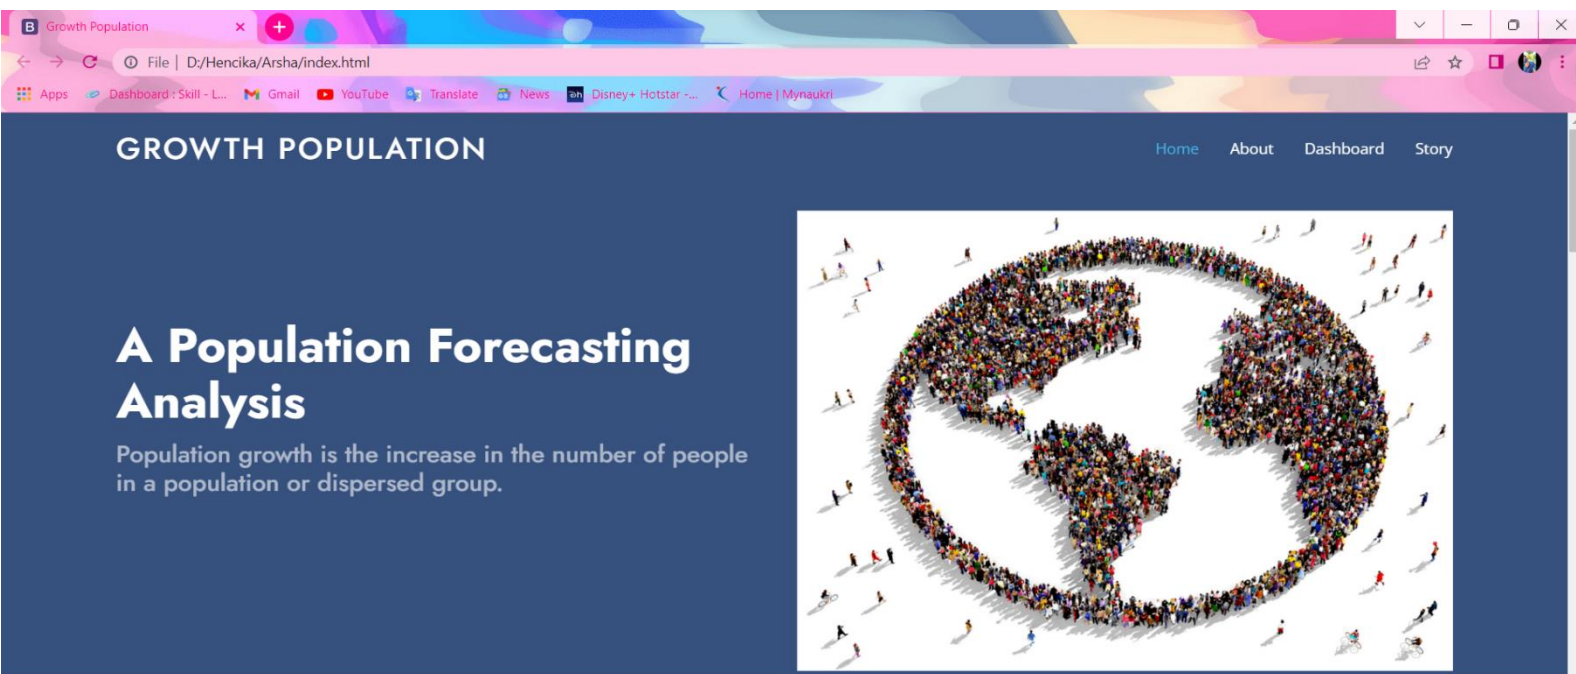 B Growth Population
File | D:/Hencika/Arsha/index.html
Apps Dashboard : Skill - L... Gmail YouTube Translate News Disney+ Hotstar -... Home | Mynaukri
GROWTH POPULATION
Home About Dashboard Story
A Population Forecasting
Analysis
Population growth is the increase in the number of people
in a population or dispersed group.